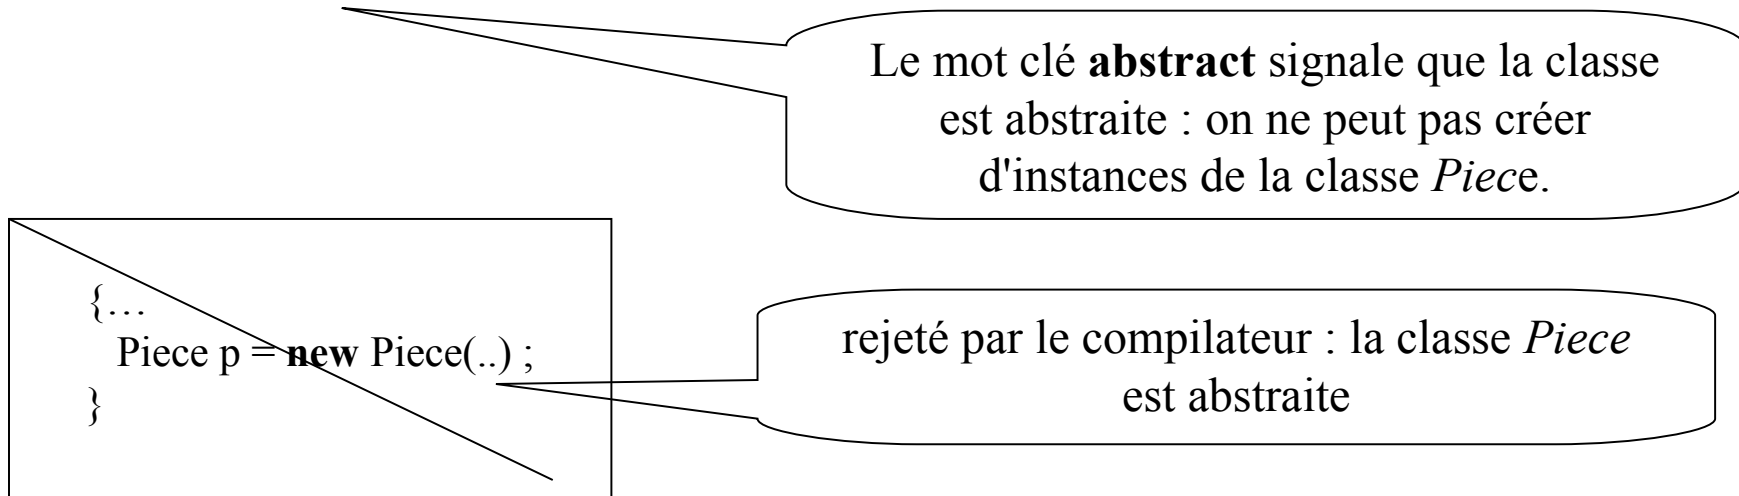 Le mot clé abstract signale que la classe
est abstraite : on ne peut pas créer
d'instances de la classe Piece.
{…
Piece p = new Piece(..) ;
}
rejeté par le compilateur : la classe Piece
est abstraite